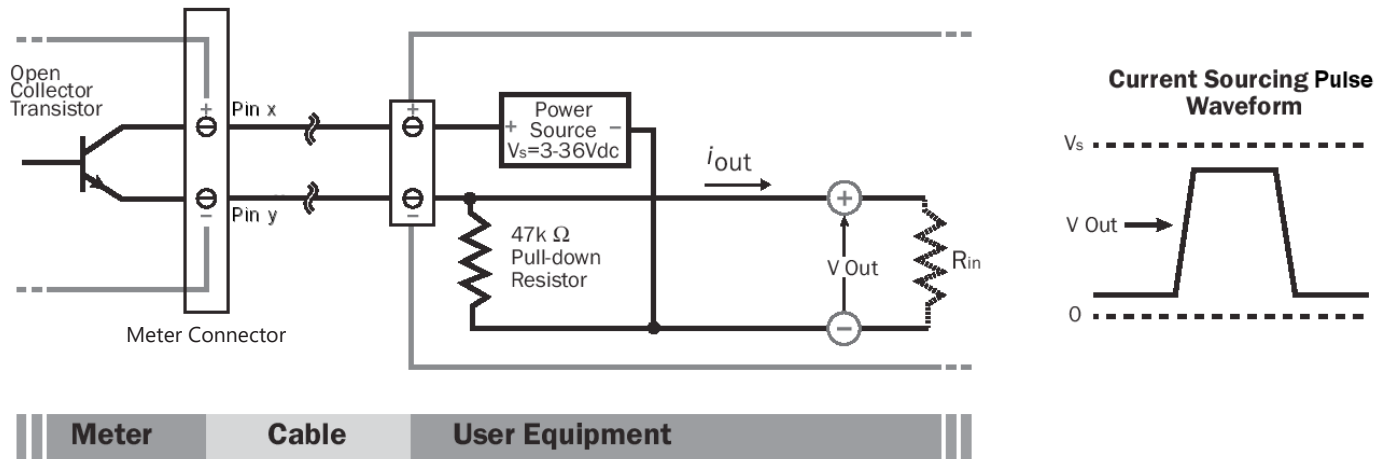 Open
Collector
Transistor
+
Pin x
−
Pin y
Meter Connector
+
−
Power
+ Source −
Vs=3-36Vdc
iout
47k Ω
Pull-down
Resistor
+
V Out
−
Rin
Current Sourcing Pulse
Waveform
Vs
V Out
0
Meter
Cable
User Equipment